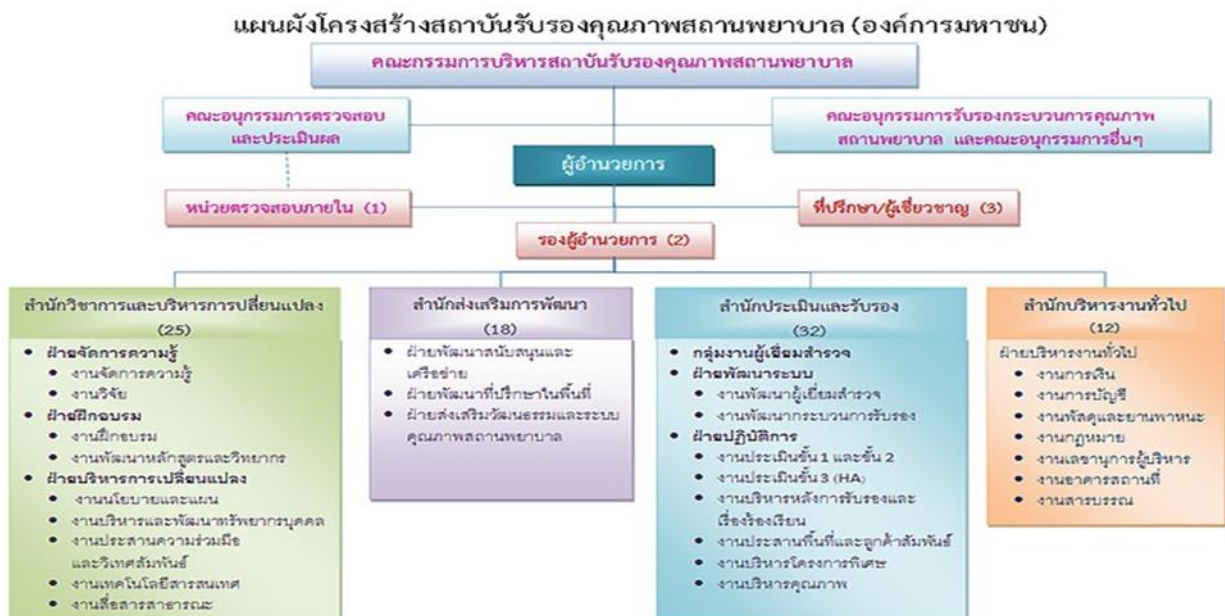 แผนผังโครงสร้างสถาบันรับรองคุณภาพสถานพยาบาล (องค์การมหาชน)
คณะกรรมการบริหารสถาบันรับรองคุณภาพสถานพยาบาล
คณะอนุกรรมการตรวจสอบ
และประเมินผล
คณะอนุกรรมการรับรองกระบวนการคุณภาพ
สถานพยาบาล และคณะอนุกรรมการอื่นๆ
ผู้อำนวยการ
หน่วยตรวจสอบภายใน (1)
ที่ปรึกษา/ผู้เชี่ยวชาญ (3)
รองผู้อำนวยการ (2)
สำนักวิชาการและบริหารการเปลี่ยนแปลง
(25)
• ฝ่ายจัดการความรู้
• งานจัดการความรู้
• งานวิจัย
• ฝ่ายฝึกอบรม
• งานฝึกอบรม
• งานพัฒนาหลักสูตรและวิทยากร
• ฝ่ายบริหารการเปลี่ยนแปลง
• งานนโยบายและแผน
• งานบริหารและพัฒนาทรัพยากรบุคคล
• งานประสานความร่วมมือ
และวิเทศสัมพันธ์
• งานเทคโนโลยีสารสนเทศ
• งานสื่อสารสาธารณะ
สำนักส่งเสริมการพัฒนา
(18)
• ฝ่ายพัฒนาสนับสนุนและ
เครือข่าย
• ฝ่ายพัฒนาที่ปรึกษาในพื้นที่
• ฝ่ายส่งเสริมวัฒนธรรมและระบบ
คุณภาพสถานพยาบาล
สำนักประเมินและรับรอง
(32)
• กลุ่มงานผู้เยี่ยมสำรวจ
• ฝ่ายพัฒนาระบบ
• งานพัฒนาผู้เยี่ยมสำรวจ
• งานพัฒนากระบวนการรับรอง
• ฝ่ายปฏิบัติการ
• งานประเมินขั้น 1 และขั้น 2
• งานประเมินขั้น 3 (HA)
• งานบริหารหลังการรับรองและ
เรื่องร้องเรียน
• งานประสานพื้นที่และลูกค้าสัมพันธ์
• งานบริหารโครงการพิเศษ
• งานบริหารคุณภาพ
สำนักบริหารงานทั่วไป
(12)
ฝ่ายบริหารงานทั่วไป
• งานการเงิน
• งานการบัญชี
• งานพัสดุและยานพาหนะ
• งานกฎหมาย
• งานเลขานุการผู้บริหาร
• งานอาคารสถานที่
• งานสารบรรณ